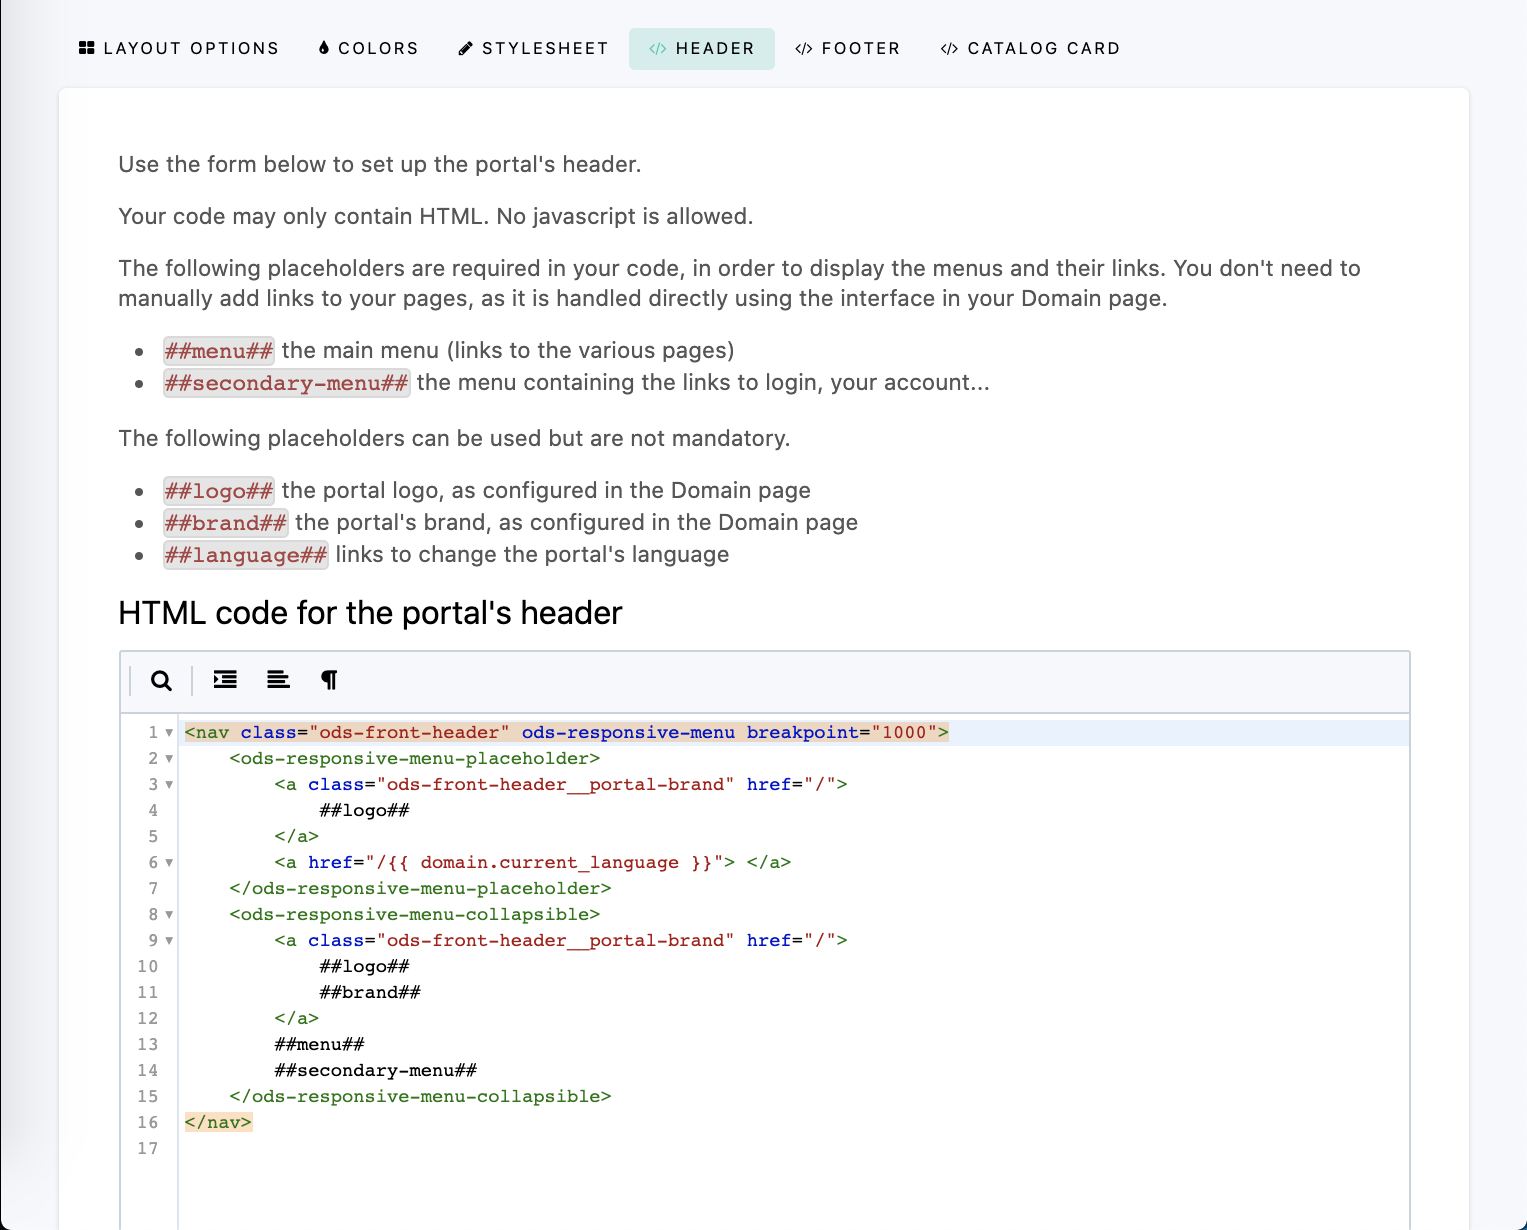 LAYOUT OPTIONS COLORS STYLESHEET </> HEADER </> FOOTER </> CATALOG CARD
Use the form below to set up the portal's header.
Your code may only contain HTML. No javascript is allowed.
The following placeholders are required in your code, in order to display the menus and their links. You don't need to
manually add links to your pages, as it is handled directly using the interface in your Domain page.
• ##menu## the main menu (links to the various pages)
• ##secondary-menu## the menu containing the links to login, your account...
The following placeholders can be used but are not mandatory.
• ##logo## the portal logo, as configured in the Domain page
• ##brand## the portal's brand, as configured in the Domain page
• ##language## links to change the portal's language
HTML code for the portal's header
¶
1 <nav class="ods-front-header" ods-responsive-menu breakpoint="1000">
2 <ods-responsive-menu-placeholder>
3 <a class="ods-front-header__portal-brand" href="/">
4 ##logo##
5 </a>
6 <a href="/{{ domain.current_language }}"> </a>
7 </ods-responsive-menu-placeholder>
8 <ods-responsive-menu-collapsible>
9 <a class="ods-front-header__portal-brand" href="/">
10 ##logo##
11 ##brand##
12 </a>
13 ##menu##
14 ##secondary-menu##
15 </ods-responsive-menu-collapsible>
16 </nav>
17